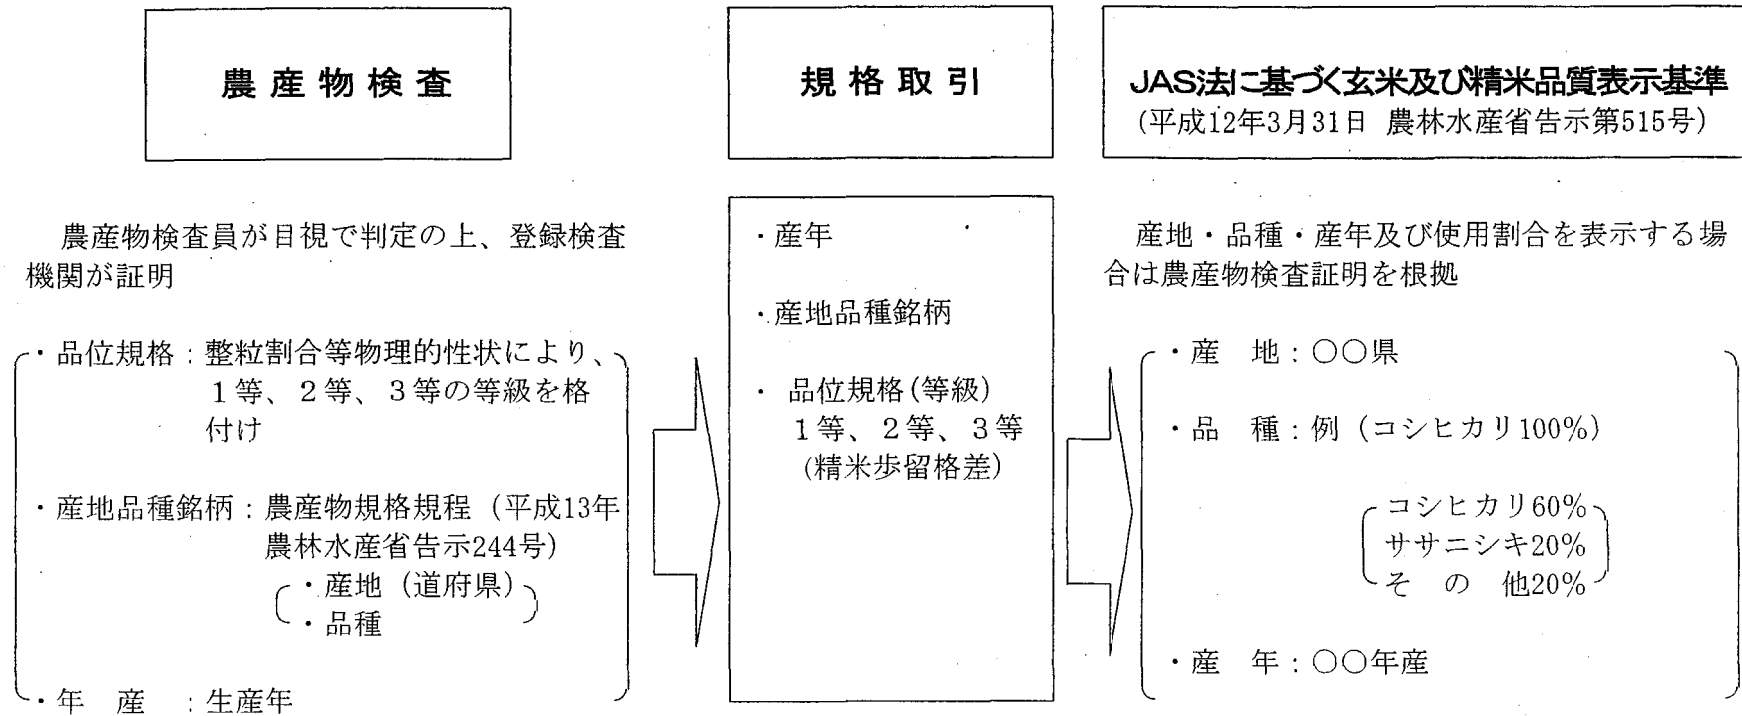 農産物検査
農産物検査員が目視で判定の上、登録検査
機関が証明
・品位規格：整粒割合等物理的性状により、
１等、２等、３等の等級を格
付け
・産地品種銘柄：農産物規格規程（平成13年
農林水産省告示244号）
・産地（道府県）
・品種
・年　産　：生産年
規格取引
・産年
・産地品種銘柄
・品位規格(等級)
１等、２等、３等
(精米歩留格差)
JAS法に基づく玄米及び精米品質表示基準
(平成12年3月31日 農林水産省告示第515号)
産地・品種・産年及び使用割合を表示する場
合は農産物検査証明を根拠
・産　地：○○県
・品　種：例（コシヒカリ100%）
コシヒカリ60%
ササニシキ20%
そ　の　他20%
・産　年：○○年産